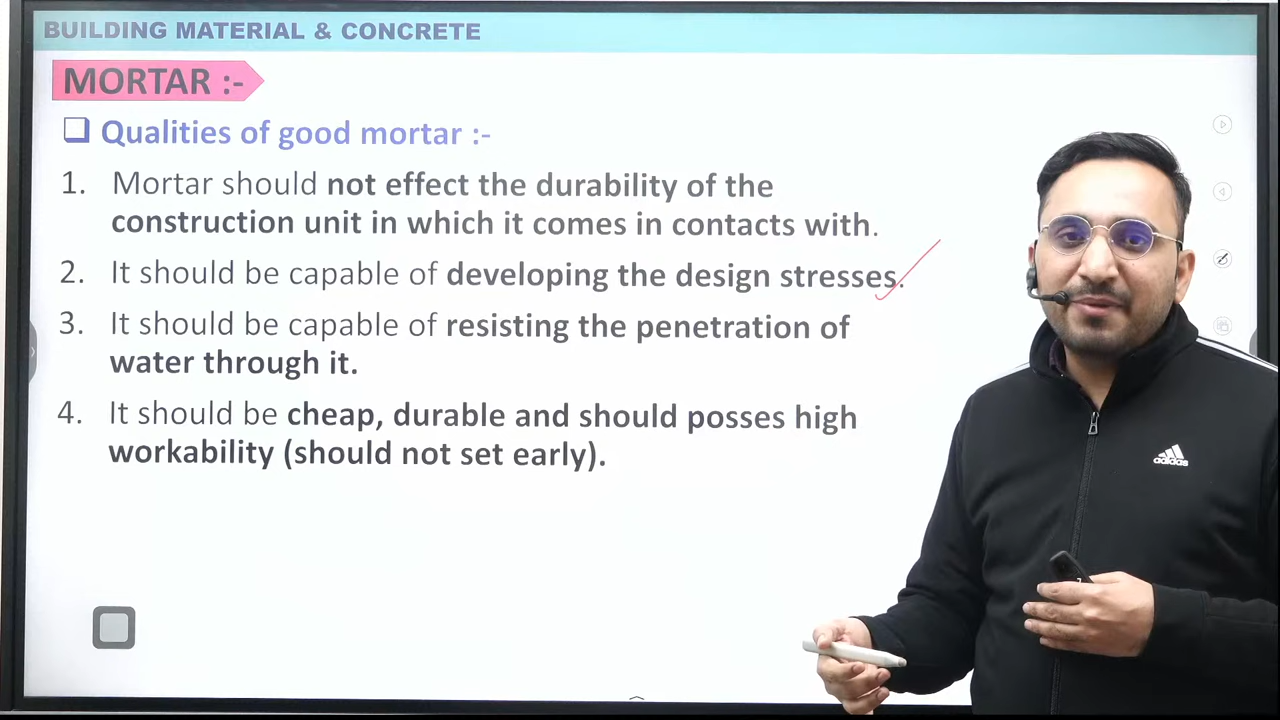 BUILDING MATERIAL & CONCRETE
MORTAR :-
Qualities of good mortar :-
1. Mortar should not effect the durability of the
construction unit in which it comes in contacts with.
2. It should be capable of developing the design stresses.
3. It should be capable of resisting the penetration of
water through it.
4. It should be cheap, durable and should posses high
workability (should not set early).
adidas